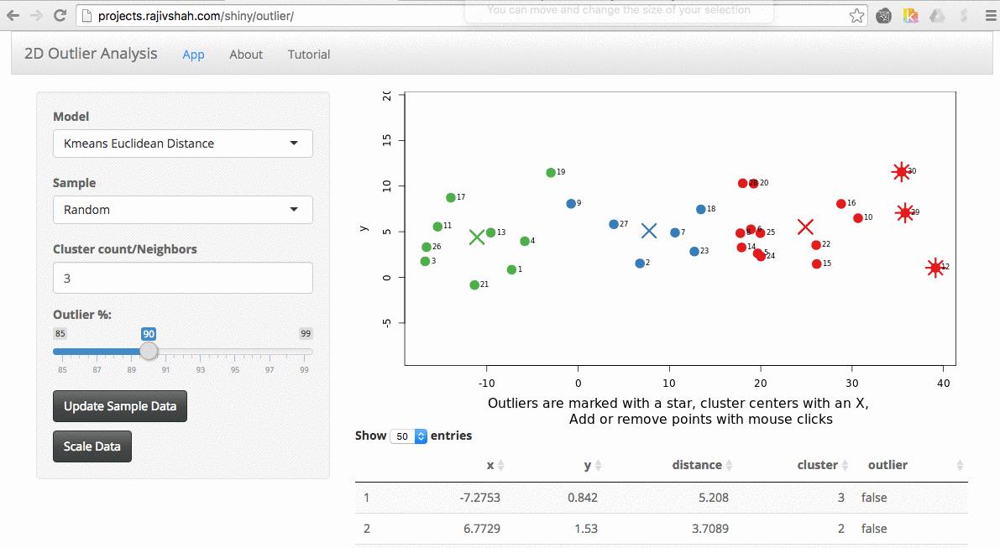 You can move and change the size of your selection
projects.rajivshah.com/shiny/outlier/
2D Outlier Analysis App About Tutorial
Model
Kmeans Euclidean Distance
Sample
Random
Cluster count/Neighbors
3
Outlier %:
85 90 99
85 87 89 91 93 95 97 99
Update Sample Data
Scale Data
20
15
10
5
0
-5
y
19
17
9
11
13
26
4
3
1
21
27
18
7
23
2
28 20
16
10
8 6 25
14 5
24
22
15
30
29
12
-10 0 10 20 30 40
Outliers are marked with a star, cluster centers with an X,
Add or remove points with mouse clicks
Show 50 entries
x y distance cluster outlier
1 -7.2753 0.842 5.208 3 false
2 6.7729 1.53 3.7089 2 false